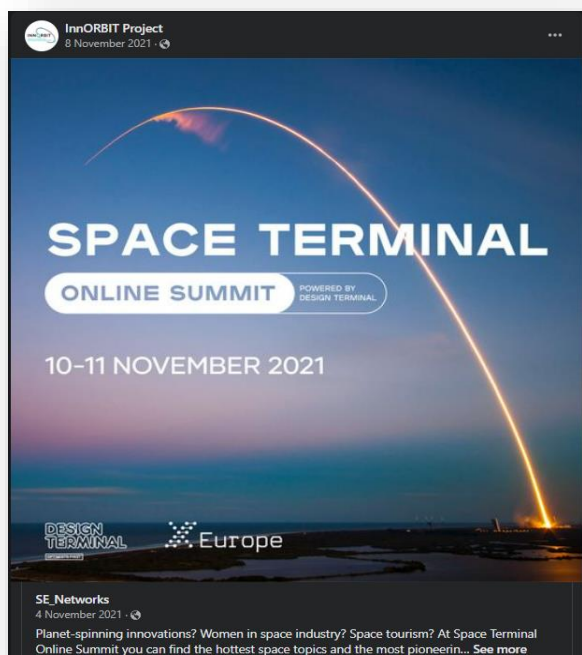 InnORBIT Project
8 November 2021 ·
SPACE TERMINAL
ONLINE SUMMIT
POWERED BY
DESIGN TERMINAL
10-11 NOVEMBER 2021
DESIGN
TERMINAL
Europe
SE_Networks
4 November 2021 ·
Planet-spinning innovations? Women in space industry? Space tourism? At Space Terminal
Online Summit you can find the hottest space topics and the most pioneerin... See more